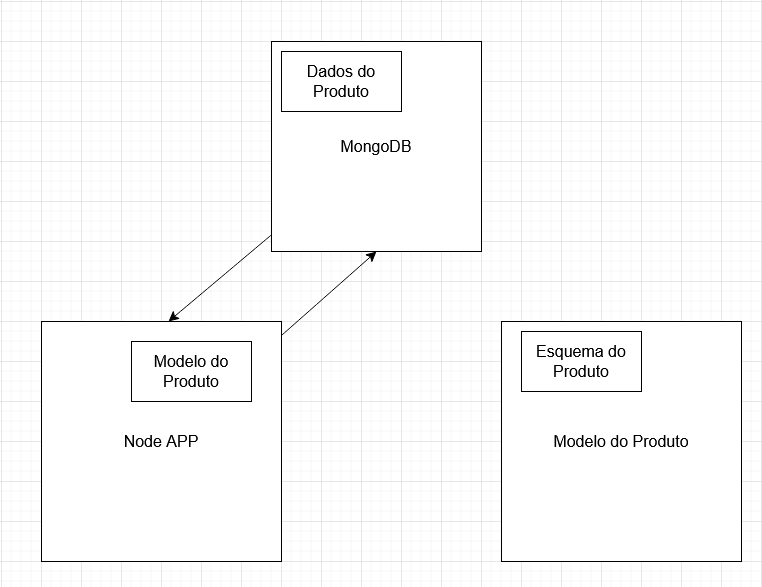 Dados do
Produto
MongoDB
Modelo do
Produto
Node APP
Esquema do
Produto
Modelo do Produto